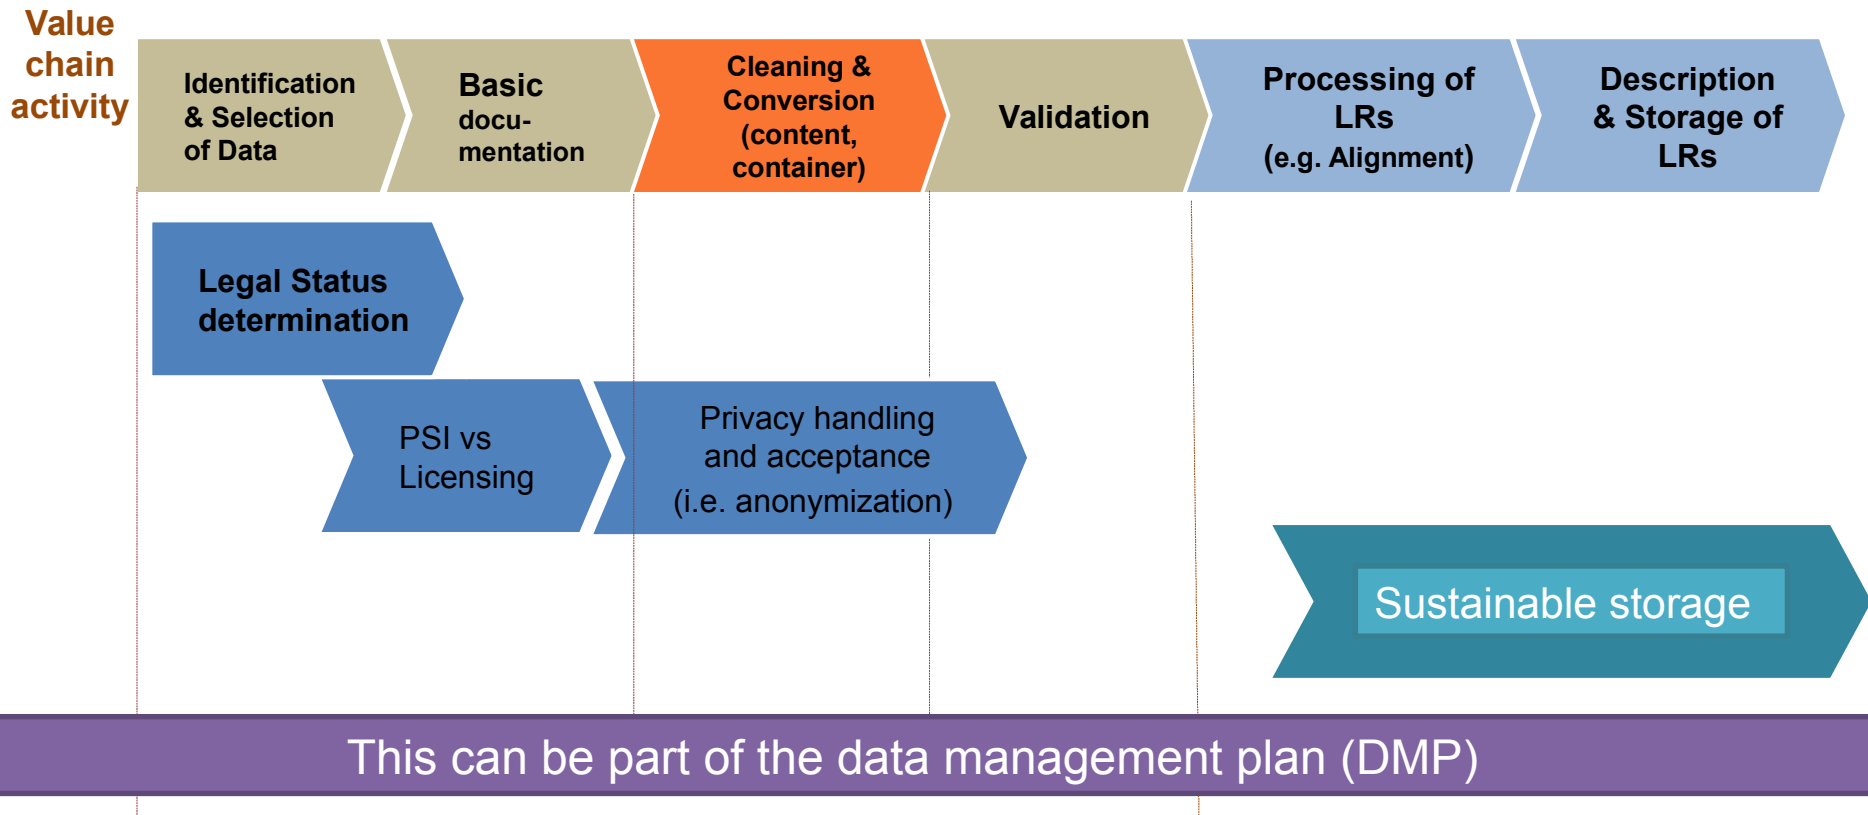 Value
chain
activity
Identification
& Selection
of Data
Basic
docu-
mentation
Cleaning &
Conversion
(content,
container)
Validation
Processing of
LRs
(e.g. Alignment)
Description
& Storage of
LRs
Legal Status
determination
PSI vs
Licensing
Privacy handling
and acceptance
(i.e. anonymization)
Sustainable storage
This can be part of the data management plan (DMP)